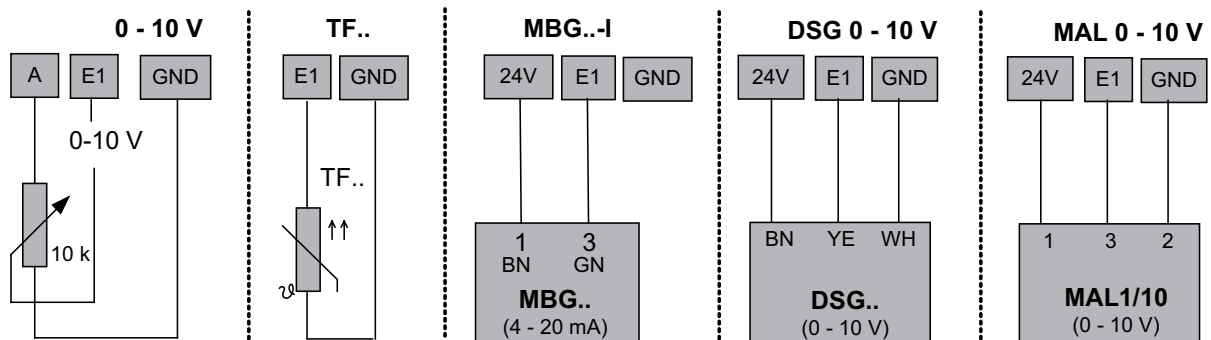 0 - 10 V
A E1 GND
0-10 V
10 k
TF..
E1 GND
TF..
↑↑
ϑ
MBG..-I
24V E1 GND
1 3
BN GN
MBG..
(4 - 20 mA)
DSG 0 - 10 V
24V E1 GND
BN YE WH
DSG..
(0 - 10 V)
MAL 0 - 10 V
24V E1 GND
1 3 2
MAL1/10
(0 - 10 V)